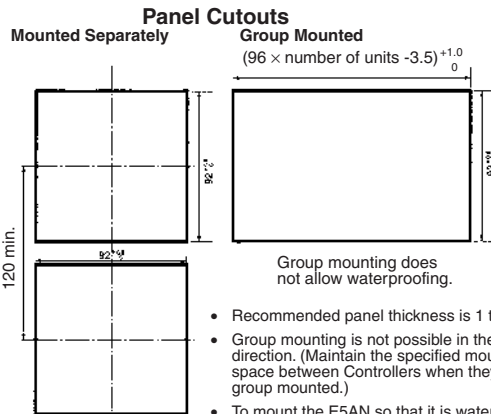 Panel Cutouts
Mounted Separately
Group Mounted
(96 × number of units -3.5) +1.0 0
120 min.
92
92
Group mounting does
not allow waterproofing.
• Recommended panel thickness is 1
• Group mounting is not possible in the
direction. (Maintain the specified
space between Controllers when
group mounted.)
• To mount the E5AN so that it is